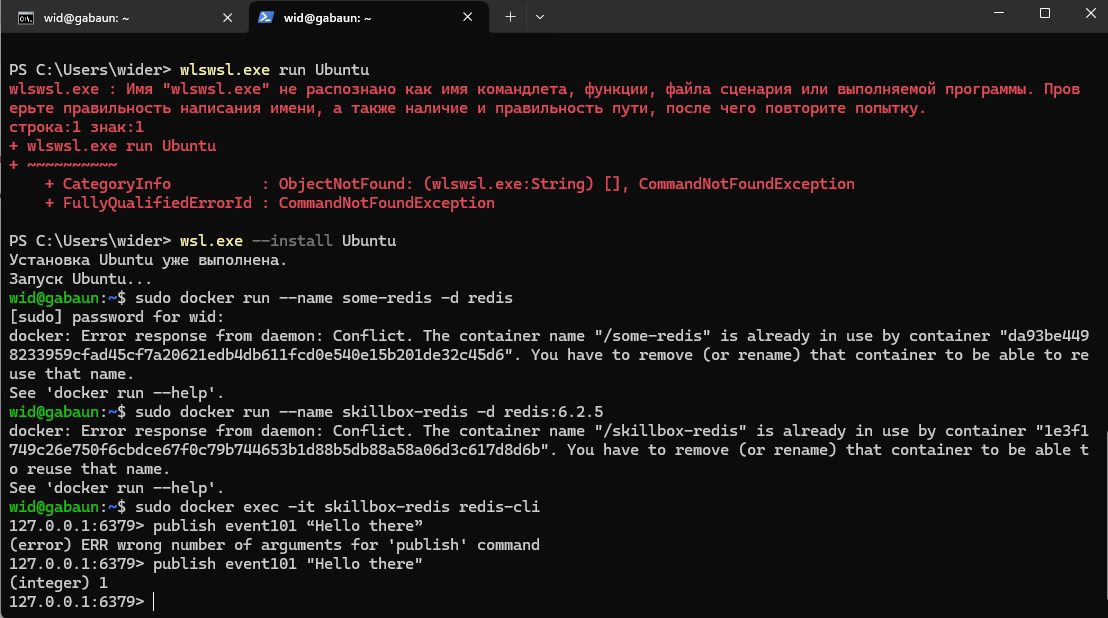 wid@gabaun: ~
wid@gabaun: ~
PS C:\Users\wider> wlswsl.exe run Ubuntu
wlswsl.exe : Имя "wlswsl.exe" не распознано как имя командлета, функции, файла сценария или выполняемой программы. Пров
ерьте правильность написания имени, а также наличие и правильность пути, после чего повторите попытку.
строка:1 знак:1
+ wlswsl.exe run Ubuntu
+ ~~~~~~~~~~
    + CategoryInfo          : ObjectNotFound: (wlswsl.exe:String) [], CommandNotFoundException
    + FullyQualifiedErrorId : CommandNotFoundException
PS C:\Users\wider> wsl.exe --install Ubuntu
Установка Ubuntu уже выполнена.
Запуск Ubuntu...
wid@gabaun:~$ sudo docker run --name some-redis -d redis
[sudo] password for wid:
docker: Error response from daemon: Conflict. The container name "/some-redis" is already in use by container "da93be449
8233959cfad45cf7a20621edb4db611fcd0e540e15b201de32c45d6". You have to remove (or rename) that container to be able to re
use that name.
See 'docker run --help'.
wid@gabaun:~$ sudo docker run --name skillbox-redis -d redis:6.2.5
docker: Error response from daemon: Conflict. The container name "/skillbox-redis" is already in use by container "1e3f1
749c26e750f6cbdce67f0c79b744653b1d88b5db88a58a06d3c617d8d6b". You have to remove (or rename) that container to be able t
o reuse that name.
See 'docker run --help'.
wid@gabaun:~$ sudo docker exec -it skillbox-redis redis-cli
127.0.0.1:6379> publish event101 “Hello there”
(error) ERR wrong number of arguments for 'publish' command
127.0.0.1:6379> publish event101 "Hello there"
(integer) 1
127.0.0.1:6379>